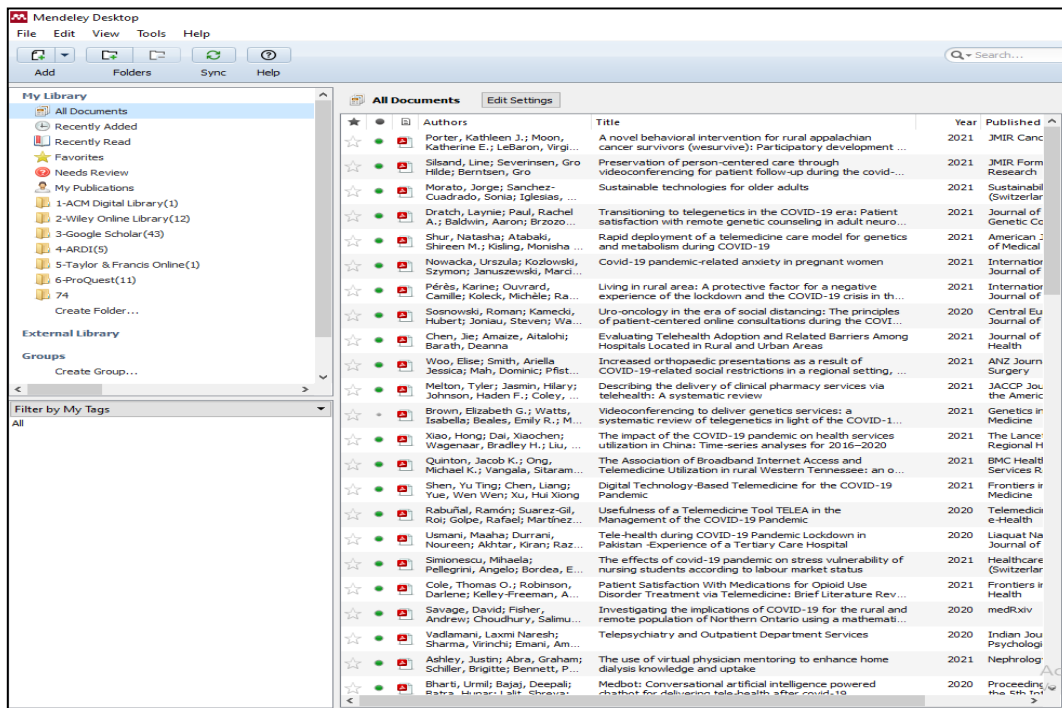 Mendeley Desktop
File Edit View Tools Help
Add Folders Sync Help
Search...
My Library
All Documents
Recently Added
Recently Read
Favorites
Needs Review
My Publications
1-ACM Digital Library(1)
2-Wiley Online Library(12)
3-Google Scholar(43)
4-ARDI(5)
5-Taylor & Francis Online(1)
6-ProQuest(11)
74
Create Folder...
External Library
Groups
Create Group...
Filter by My Tags
All
All Documents Edit Settings
Authors Title Year Published
Porter, Kathleen J.; Moon, A novel behavioral intervention for rural appalachian 2021 JMIR Canc
Katherine E.; LeBaron, Virgi... cancer survivors (wesurvive): Participatory development ...
Silsand, Line; Severinsen, Gro Preservation of person-centered care through 2021 JMIR Form
Hilde; Berntsen, Gro videoconferencing for patient follow-up during the covid-... Research
Morato, Jorge; Sanchez- Sustainable technologies for older adults 2021 Sustainabil
Cuadrado, Sonia; Iglesias, ... (Switzerlar
Dratch, Laynie; Paul, Rachel Transitioning to telegenetics in the COVID-19 era: Patient 2021 Journal of
A.; Baldwin, Aaron; Brzozo... satisfaction with remote genetic counseling in adult neuro... Genetic Co
Shur, Natasha; Atabaki, Rapid deployment of a telemedicine care model for genetics 2021 American J
Shireen M.; Kisling, Monisha ... and metabolism during COVID-19 of Medical
Nowacka, Urszula; Kozlowski, Covid-19 pandemic-related anxiety in pregnant women 2021 Internatior
Szymon; Januszewski, Marci... Journal of
Pérès, Karine; Ouvrard, Living in rural area: A protective factor for a negative 2021 Internatior
Camille; Koleck, Michèle; Ra... experience of the lockdown and the COVID-19 crisis in th... Journal of
Sosnowski, Roman; Kamecki, Uro-oncology in the era of social distancing: The principles 2020 Central Eu
Hubert; Joniau, Steven; Wa... of patient-centered online consultations during the COVI... Journal of
Chen, Jie; Amaize, Aitalohi; Evaluating Telehealth Adoption and Related Barriers Among 2021 Journal of
Barath, Deanna Hospitals Located in Rural and Urban Areas Health
Woo, Elise; Smith, Ariella Increased orthopaedic presentations as a result of 2021 ANZ Journ
Jessica; Mah, Dominic; Pfist... COVID-19-related social restrictions in a regional setting, ... Surgery
Melton, Tyler; Jasmin, Hilary; Describing the delivery of clinical pharmacy services via 2021 JACCP Jou
Johnson, Haden F.; Coley, ... telehealth: A systematic review the Americ
Brown, Elizabeth G.; Watts, Videoconferencing to deliver genetics services: a 2021 Genetics in
Isabella; Beales, Emily R.; M... systematic review of telegenetics in light of the COVID-1... Medicine
Xiao, Hong; Dai, Xiaochen; The impact of the COVID-19 pandemic on health services 2021 The Lancet
Wagenaar, Bradley H.; Liu, ... utilization in China: Time-series analyses for 2016–2020 Regional H
Quinton, Jacob K.; Ong, The Association of Broadband Internet Access and 2021 BMC Healt
Michael K.; Vangala, Sitaram... Telemedicine Utilization in rural Western Tennessee: an o... Services R
Shen, Yu Ting; Chen, Liang; Digital Technology-Based Telemedicine for the COVID-19 2021 Frontiers ir
Yue, Wen Wen; Xu, Hui Xiong Pandemic Medicine
Rabuñal, Ramón; Suarez-Gil, Usefulness of a Telemedicine Tool TELEA in the 2020 Telemedicir
Roi; Golpe, Rafael; Martínez... Management of the COVID-19 Pandemic e-Health
Usmani, Maaha; Durrani, Tele-health during COVID-19 Pandemic Lockdown in 2020 Liaquat Na
Noureen; Akhtar, Kiran; Raz... Pakistan -Experience of a Tertiary Care Hospital Journal of
Simionescu, Mihaela; The effects of covid-19 pandemic on stress vulnerability of 2021 Healthcare
Pellegrini, Angelo; Bordea, E... nursing students according to labour market status (Switzerlar
Cole, Thomas O.; Robinson, Patient Satisfaction With Medications for Opioid Use 2021 Frontiers ir
Darlene; Kelley-Freeman, A... Disorder Treatment via Telemedicine: Brief Literature Rev... Health
Savage, David; Fisher, Investigating the implications of COVID-19 for the rural and 2020 medRxiv
Andrew; Choudhury, Salimu... remote population of Northern Ontario using a mathemati...
Vadlamani, Laxmi Naresh; Telepsychiatry and Outpatient Department Services 2020 Indian Jou
Sharma, Virinchi; Emani, Am... Psychologi
Ashley, Justin; Abra, Graham; The use of virtual physician mentoring to enhance home 2021 Nephrolog
Schiller, Brigitte; Bennett, P... dialysis knowledge and uptake
Bharti, Urmil; Bajaj, Deepali; Medbot: Conversational artificial intelligence powered 2020 Proceeding
Batra, Hunar; Lalit, Shreya; chatbot for delivering tele-health after covid-19 the 5th Int